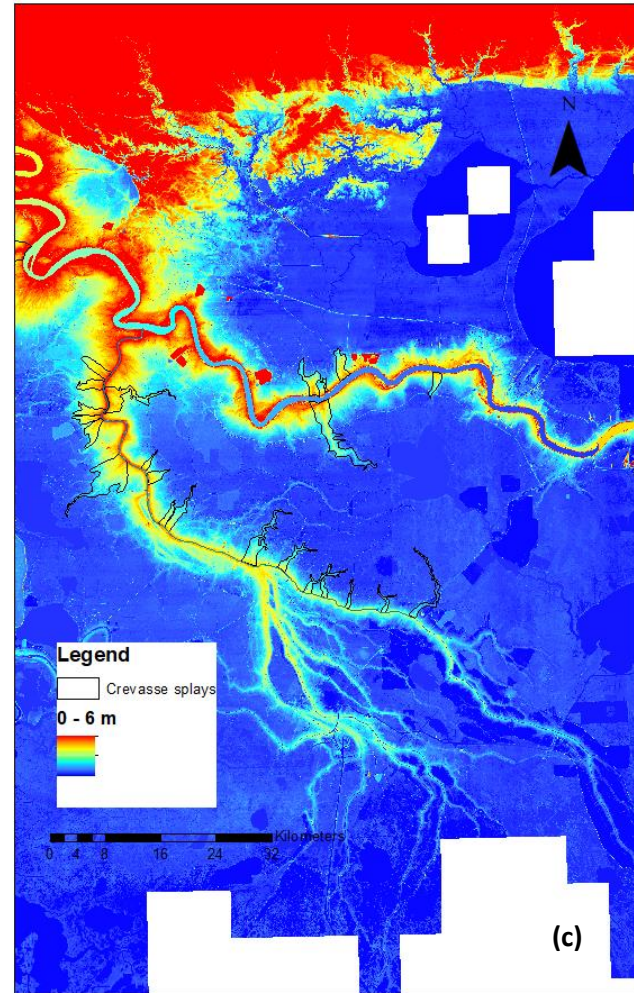 N
Legend
Crevasse splays
0 - 6 m
Kilometers
0 4 8 16 24 32
(c)